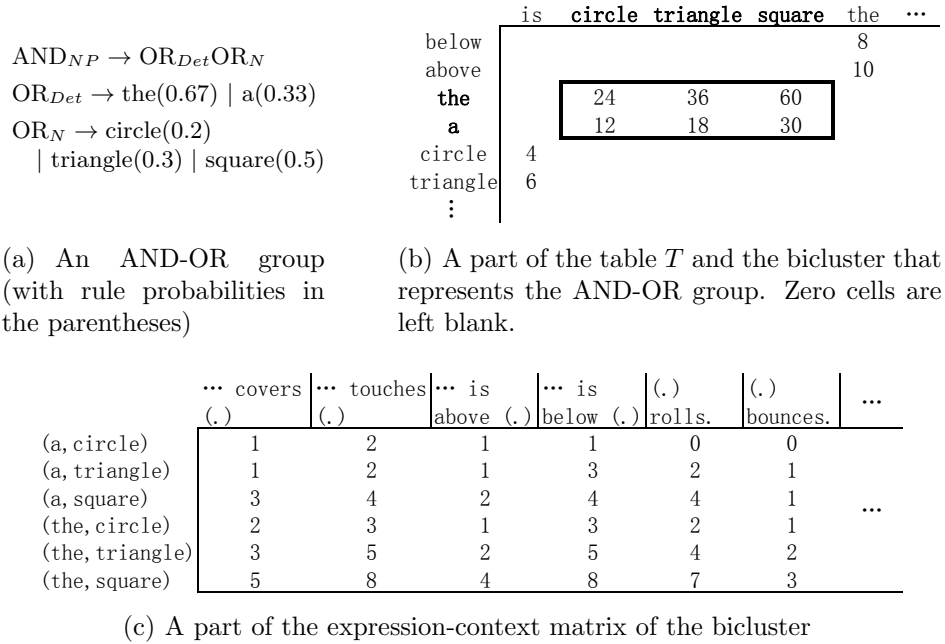 AND_NP → OR_Det OR_N
OR_Det → the(0.67) | a(0.33)
OR_N → circle(0.2)
| triangle(0.3) | square(0.5)
(a) An AND-OR group
(with rule probabilities in
the parentheses)
is circle triangle square the ⋯
below 8
above 10
the 24 36 60
a 12 18 30
circle 4
triangle 6
⋮
(b) A part of the table T and the bicluster that
represents the AND-OR group. Zero cells are
left blank.
⋯ covers ⋯ touches ⋯ is ⋯ is (.) (.) ⋯
(.) (.) above (.) below (.) rolls. bounces.
(a, circle) 1 2 1 1 0 0
(a, triangle) 1 2 1 3 2 1
(a, square) 3 4 2 4 4 1 ⋯
(the, circle) 2 3 1 3 2 1
(the, triangle) 3 5 2 5 4 2
(the, square) 5 8 4 8 7 3
(c) A part of the expression-context matrix of the bicluster